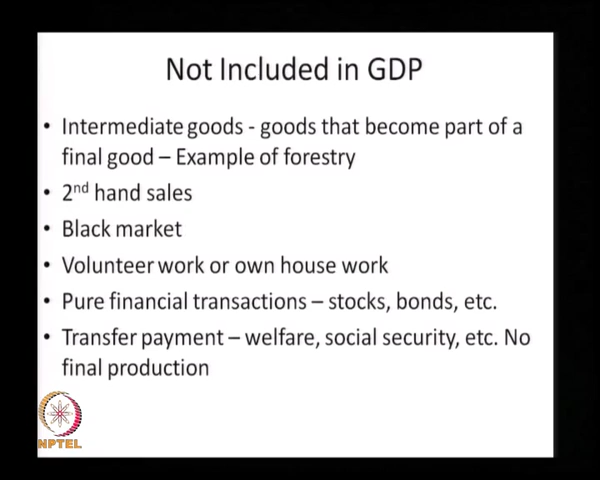 Not Included in GDP
• Intermediate goods - goods that become part of a
final good – Example of forestry
• 2nd hand sales
• Black market
• Volunteer work or own house work
• Pure financial transactions – stocks, bonds, etc.
• Transfer payment – welfare, social security, etc. No
final production
NPTEL